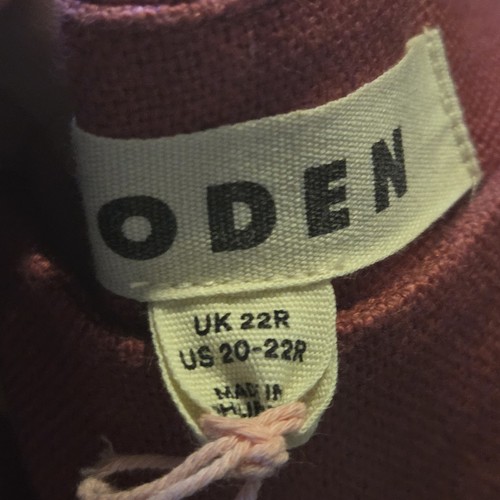 ODEN
UK 22R
US 20-22R
MADE IN